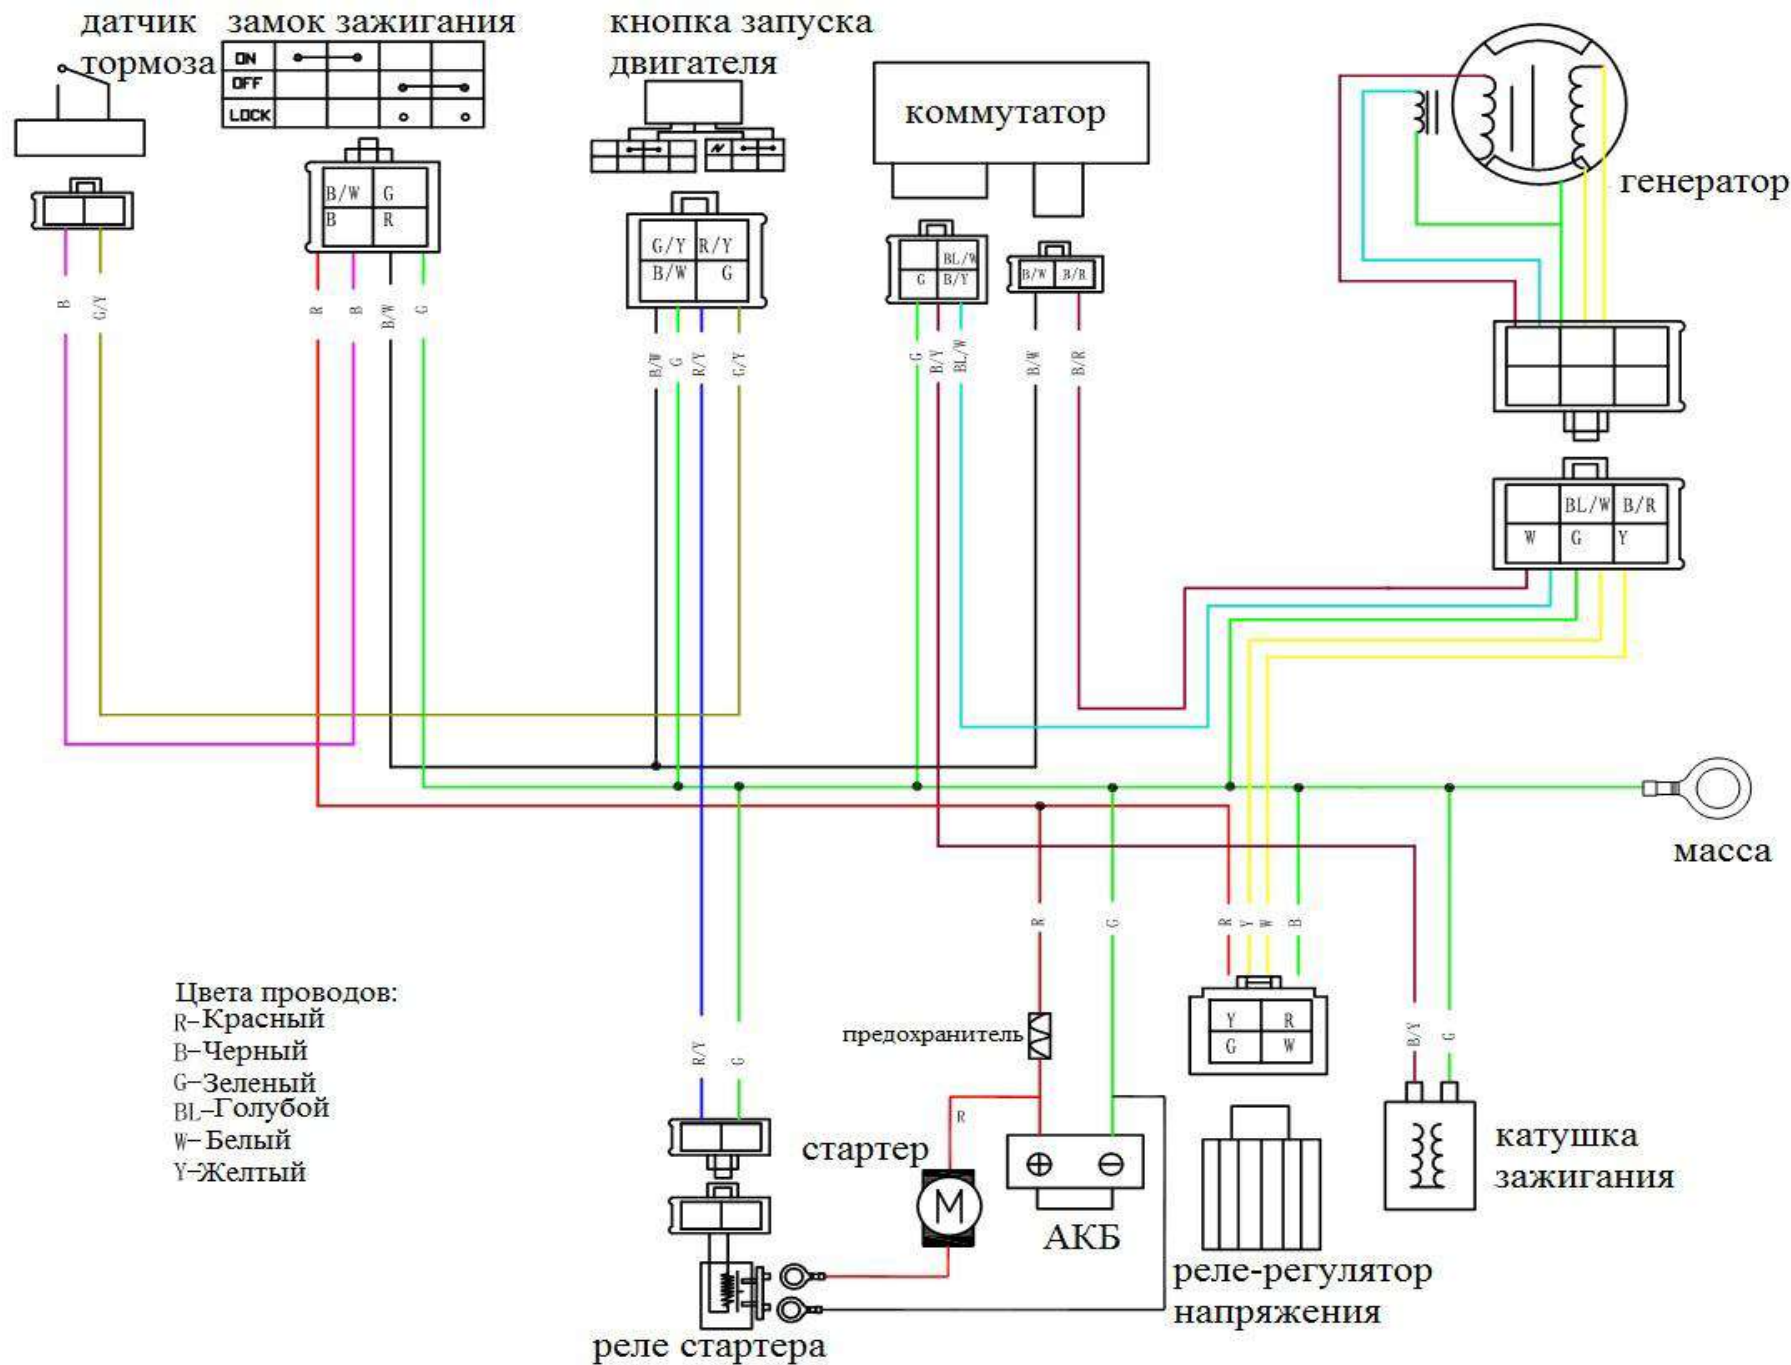 датчик
тормоза
замок зажигания
ON
OFF
LOCK
B/W G
B R
кнопка запуска
двигателя
G/Y R/Y
B/W G
коммутатор
BL/W
G B/Y
B/W B/R
генератор
BL/W B/R
W G Y
B
G/Y
R
B
B/W
G
B/W
G
R/Y
G/Y
G
B/Y
BL/W
B/W
B/R
масса
R
G
R
Y
W
B
Цвета проводов:
R-Красный
B-Черный
G-Зеленый
BL-Голубой
W-Белый
Y-Желтый
R/Y
G
предохранитель
Y R
G W
B/Y
G
R
стартер
M
АКБ
катушка
зажигания
реле-регулятор
напряжения
реле стартера